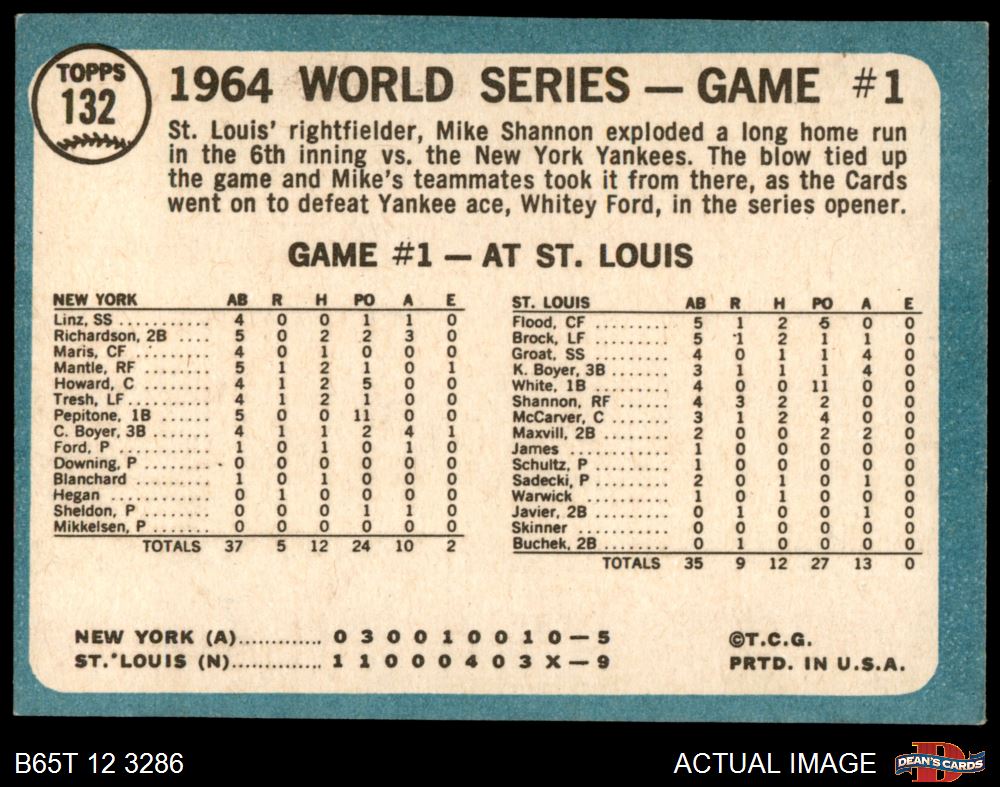 TOPPS
132
1964 WORLD SERIES — GAME #1
St. Louis' rightfielder, Mike Shannon exploded a long home run
in the 6th inning vs. the New York Yankees. The blow tied up
the game and Mike's teammates took it from there, as the Cards
went on to defeat Yankee ace, Whitey Ford, in the series opener.
GAME #1 — AT ST. LOUIS
NEW YORK AB R H PO A E
Linz, SS ........... 4 0 0 1 1 0
Richardson, 2B .... 5 0 2 2 3 0
Maris, CF .......... 4 0 1 0 0 0
Mantle, RF ........ 5 1 2 1 0 1
Howard, C ........ 4 1 2 5 0 0
Tresh, LF .......... 4 1 2 1 0 0
Pepitone, 1B ...... 5 0 0 11 0 0
C. Boyer, 3B ....... 4 1 1 2 4 1
Ford, P ............ 1 0 1 0 1 0
Downing, P ........ 0 0 0 0 0 0
Blanchard ......... 1 0 1 0 0 0
Hegan ............ 0 1 0 0 0 0
Sheldon, P ........ 0 0 0 1 1 0
Mikkelsen, P ....... 0 0 0 0 0 0
TOTALS 37 5 12 24 10 2
ST. LOUIS AB R H PO A E
Flood, CF .......... 5 1 2 5 0 0
Brock, LF .......... 5 1 2 1 1 0
Groat, SS .......... 4 0 1 1 4 0
K. Boyer, 3B ....... 3 1 1 1 4 0
White, 1B .......... 4 0 0 11 0 0
Shannon, RF ....... 4 3 2 2 0 0
McCarver, C ....... 3 1 2 4 0 0
Maxvill, 2B ........ 2 0 0 2 2 0
James ............ 1 0 0 0 0 0
Schultz, P ......... 1 0 0 0 0 0
Sadecki, P ......... 2 0 1 0 1 0
Warwick .......... 1 0 1 0 0 0
Javier, 2B ......... 0 1 0 0 1 0
Skinner ........... 0 0 0 0 0 0
Buchek, 2B ........ 0 1 0 0 0 0
TOTALS 35 9 12 27 13 0
NEW YORK (A)............. 0 3 0 0 1 0 0 1 0 — 5
ST. LOUIS (N).............. 1 1 0 0 0 4 0 3 X — 9
©T.C.G.
PRTD. IN U.S.A.
B65T 12 3286
ACTUAL IMAGE
DEAN'S CARDS